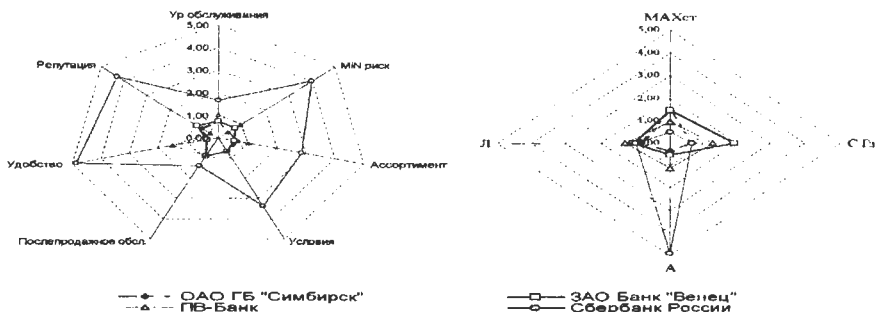 Ур обслуживания
5,00
4,00
3,00
2,00
1,00
0,00
MiN риск
Ассортимент
Условия
Послепродажное обсл.
Удобство
Репутация
MAXст
5,00
4,00
3,00
2,00
1,00
С Гз
А
Л
ОАО ГБ "Симбирск"
ПВ-Банк
ЗАО Банк "Венец"
Сбербанк России